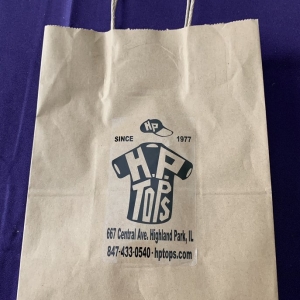 HP
SINCE 1977
H.P.
TOPS
667 Central Ave. Highland Park, IL
847-433-0540 · hptops.com